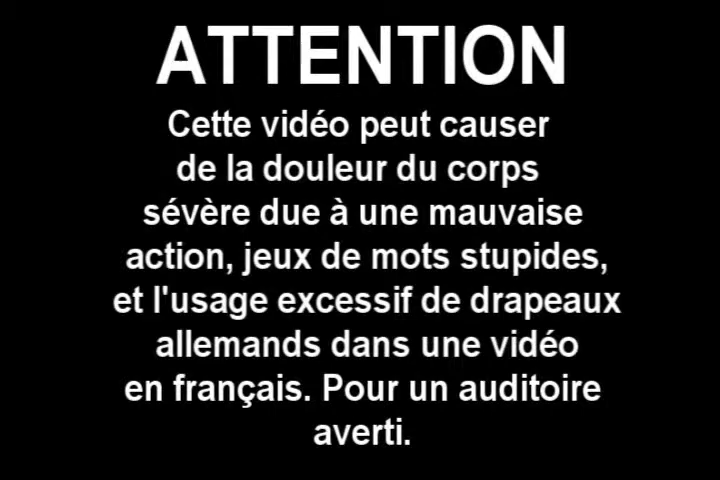 ATTENTION
Cette vidéo peut causer
de la douleur du corps
sévère due à une mauvaise
action, jeux de mots stupides,
et l'usage excessif de drapeaux
allemands dans une vidéo
en français. Pour un auditoire
averti.